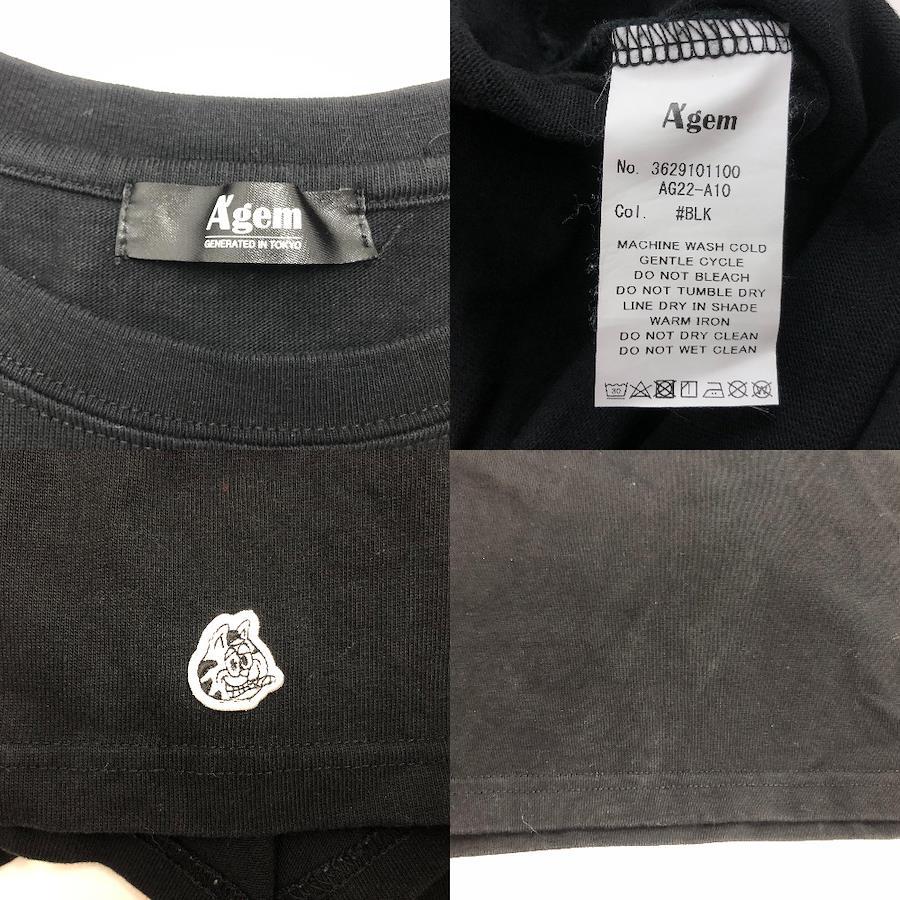 A'gem
GENERATED IN TOKYO
A'gem
No. 3629101100
AG22-A10
Col. #BLK
MACHINE WASH COLD
GENTLE CYCLE
DO NOT BLEACH
DO NOT TUMBLE DRY
LINE DRY IN SHADE
WARM IRON
DO NOT DRY CLEAN
DO NOT WET CLEAN
30